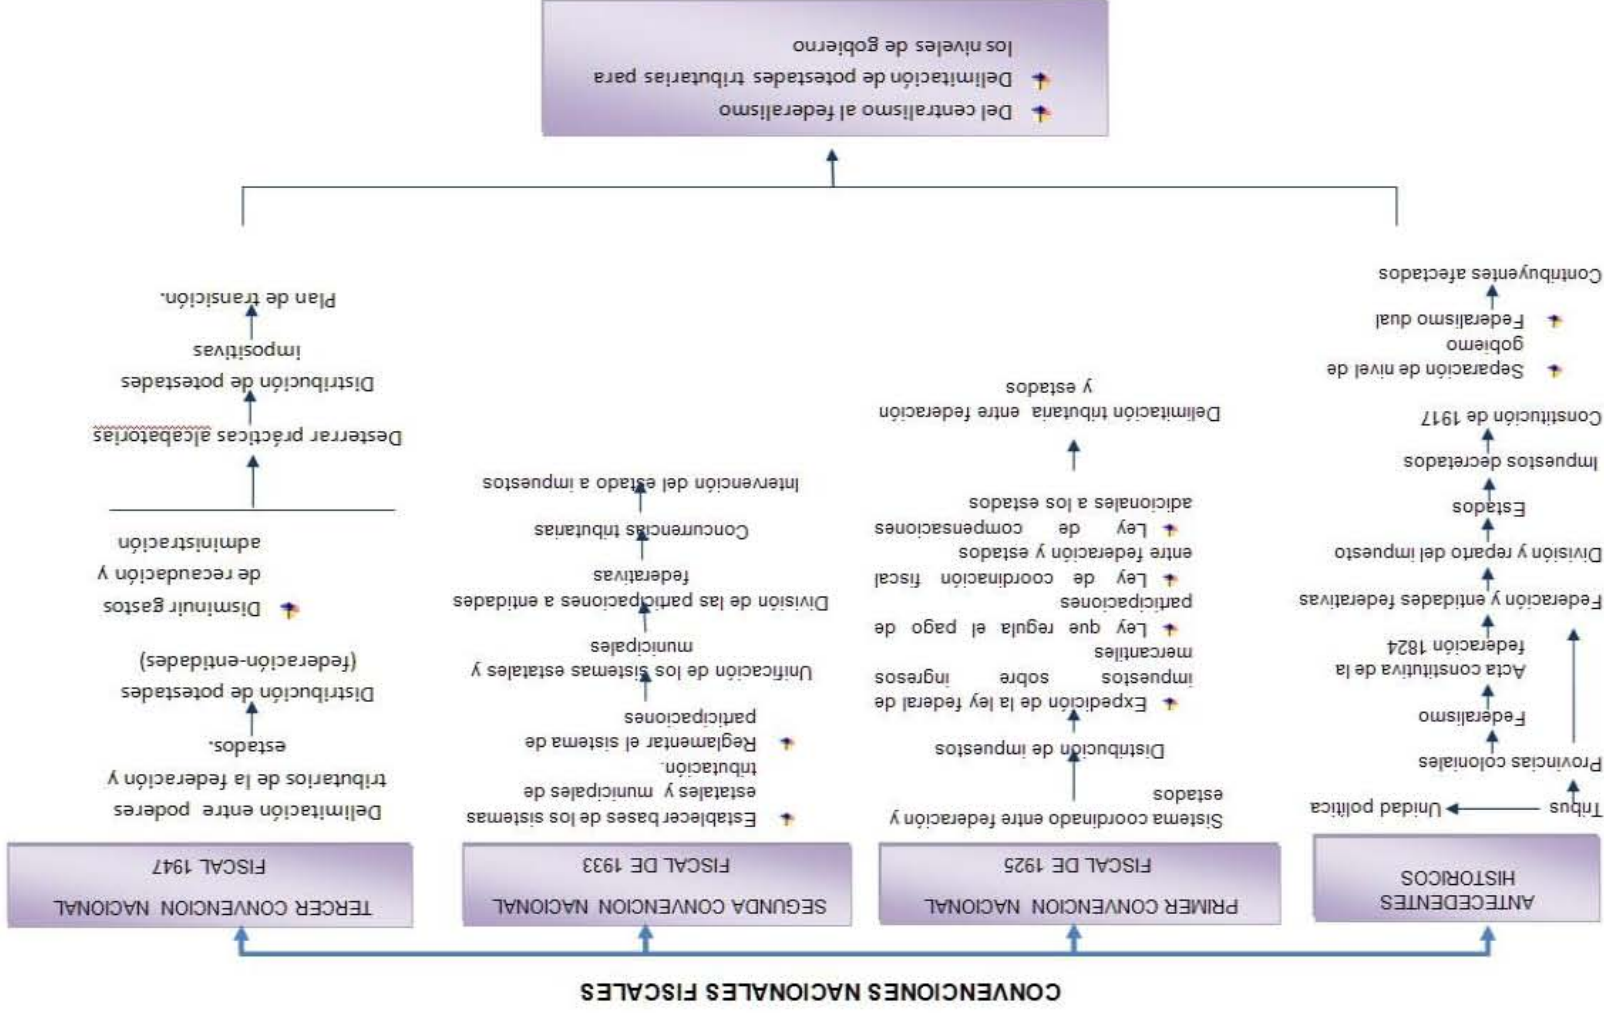 CONVENCIONES NACIONALES FISCALES
ANTECEDENTES
HISTORICOS
Tribus
Unidad política
Provincias coloniales
Federalismo
Acta constitutiva de la
federación 1824
Federación y entidades federativas
División y reparto del impuesto
Estados
Impuestos decretados
Constitución de 1917
Separación de nivel de
gobierno
Federalismo dual
Contribuyentes afectados
PRIMER CONVENCION NACIONAL
FISCAL DE 1925
Sistema coordinado entre federación y
estados
Distribución de impuestos
Expedición de la ley federal de
impuestos sobre ingresos
mercantiles
Ley que regula el pago de
participaciones
Ley de coordinación fiscal
entre federación y estados
Ley de compensaciones
adicionales a los estados
Delimitación tributaria entre federación
y estados
SEGUNDA CONVENCION NACIONAL
FISCAL DE 1933
Establecer bases de los sistemas
estatales y municipales de
tributación.
Reglamentar el sistema de
participaciones
Unificación de los sistemas estatales y
municipales
División de las participaciones a entidades
federativas
Concurrencias tributarias
Intervención del estado a impuestos
TERCER CONVENCION NACIONAL
FISCAL 1947
Delimitación entre poderes
tributarios de la federación y
estados.
Distribución de potestades
(federación-entidades)
Disminuir gastos
de recaudación y
administración
Desterrar prácticas alcabatorias
Distribución de potestades
impositivas
Plan de transición.
Del centralismo al federalismo
Delimitación de potestades tributarias para
los niveles de gobierno